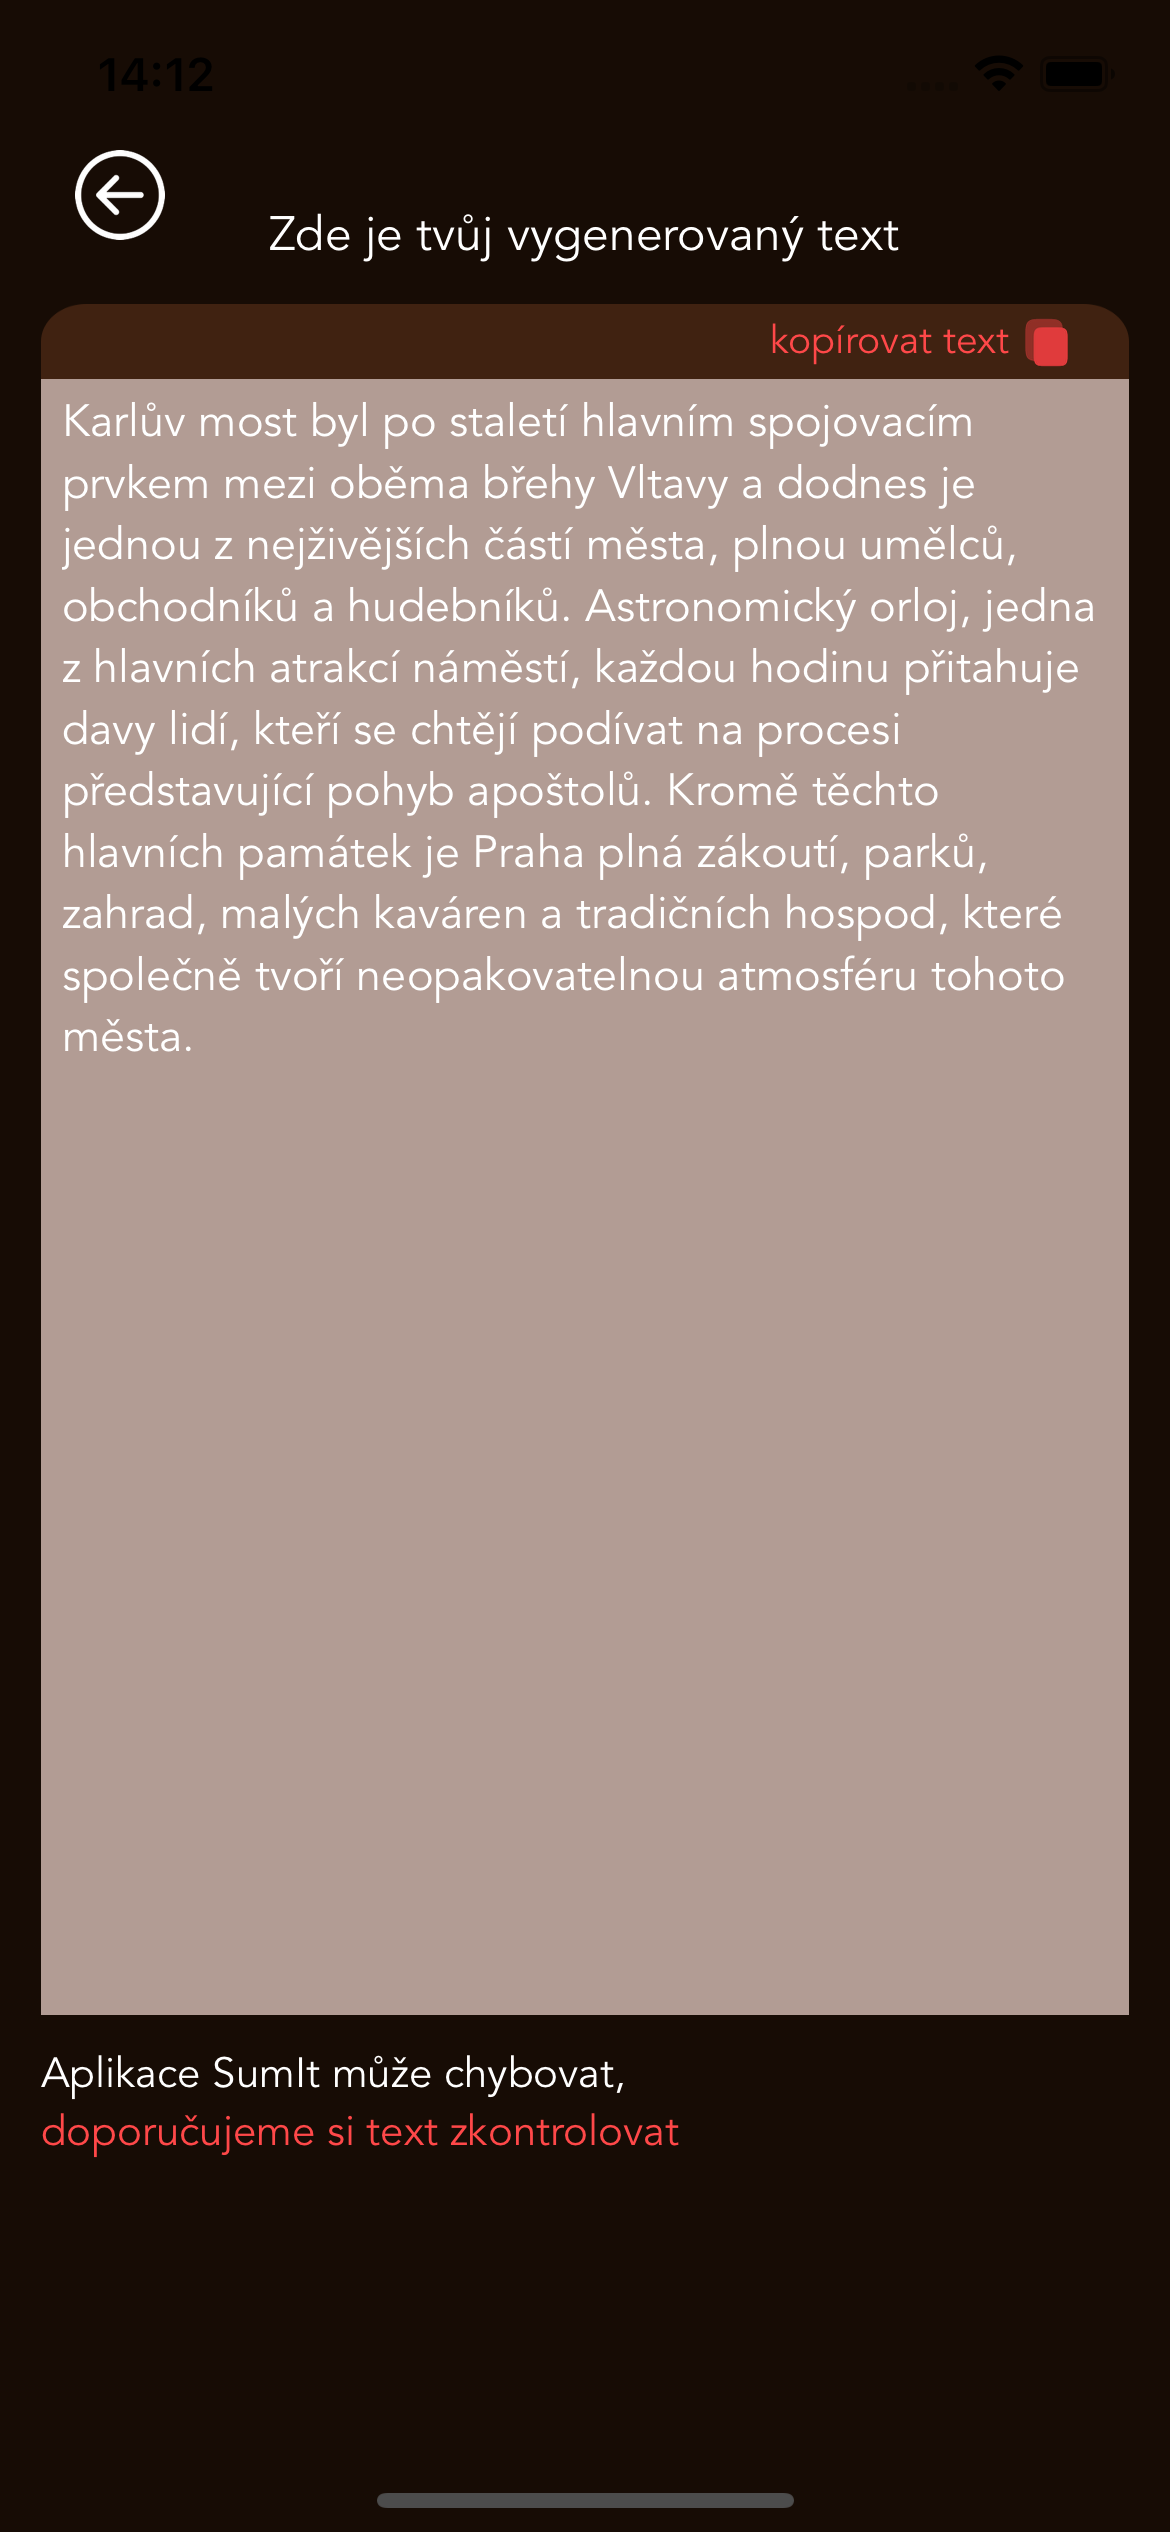 14:12
Zde je tvůj vygenerovaný text
kopírovat text
Karlův most byl po staletí hlavním spojovacím
prvkem mezi oběma břehy Vltavy a dodnes je
jednou z nejživějších částí města, plnou umělců,
obchodníků a hudebníků. Astronomický orloj, jedna
z hlavních atrakcí náměstí, každou hodinu přitahuje
davy lidí, kteří se chtějí podívat na procesi
představující pohyb apoštolů. Kromě těchto
hlavních památek je Praha plná zákoutí, parků,
zahrad, malých kaváren a tradičních hospod, které
společně tvoří neopakovatelnou atmosféru tohoto
města.
Aplikace SumIt může chybovat,
doporučujeme si text zkontrolovat